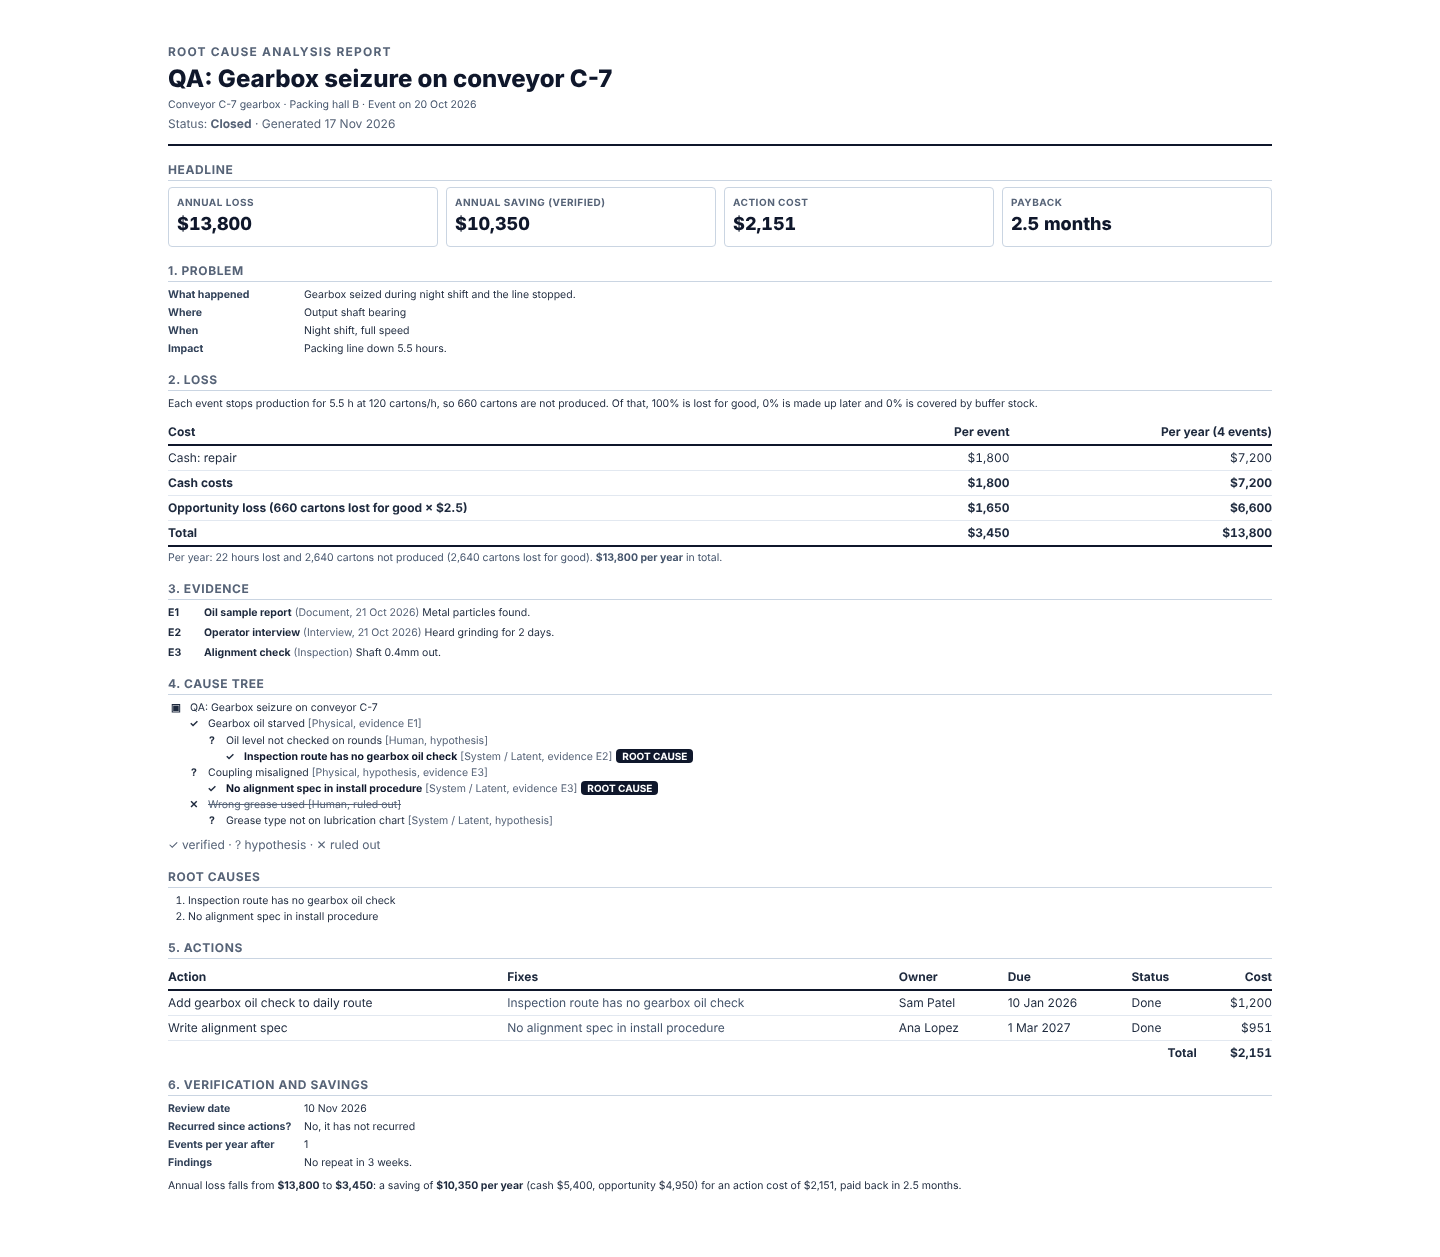 ROOT CAUSE ANALYSIS REPORT
QA: Gearbox seizure on conveyor C-7
Conveyor C-7 gearbox · Packing hall B · Event on 20 Oct 2026
Status: Closed · Generated 17 Nov 2026
HEADLINE
ANNUAL LOSS ANNUAL SAVING (VERIFIED) ACTION COST PAYBACK
$13,800 $10,350 $2,151 2.5 months
1. PROBLEM
What happened Gearbox seized during night shift and the line stopped.
Where Output shaft bearing
When Night shift, full speed
Impact Packing line down 5.5 hours.
2. LOSS
Each event stops production for 5.5 h at 120 cartons/h, so 660 cartons are not produced. Of that, 100% is lost for good, 0% is made up later and 0% is covered by buffer stock.
Cost Per event Per year (4 events)
Cash: repair $1,800 $7,200
Cash costs $1,800 $7,200
Opportunity loss (660 cartons lost for good × $2.5) $1,650 $6,600
Total $3,450 $13,800
Per year: 22 hours lost and 2,640 cartons not produced (2,640 cartons lost for good). $13,800 per year in total.
3. EVIDENCE
E1 Oil sample report (Document, 21 Oct 2026) Metal particles found.
E2 Operator interview (Interview, 21 Oct 2026) Heard grinding for 2 days.
E3 Alignment check (Inspection) Shaft 0.4mm out.
4. CAUSE TREE
▣ QA: Gearbox seizure on conveyor C-7
✓ Gearbox oil starved [Physical, evidence E1]
? Oil level not checked on rounds [Human, hypothesis]
✓ Inspection route has no gearbox oil check [System / Latent, evidence E2] ROOT CAUSE
? Coupling misaligned [Physical, hypothesis, evidence E3]
✓ No alignment spec in install procedure [System / Latent, evidence E3] ROOT CAUSE
✕ Wrong grease used [Human, ruled out]
? Grease type not on lubrication chart [System / Latent, hypothesis]
✓ verified · ? hypothesis · ✕ ruled out
ROOT CAUSES
1. Inspection route has no gearbox oil check
2. No alignment spec in install procedure
5. ACTIONS
Action Fixes Owner Due Status Cost
Add gearbox oil check to daily route Inspection route has no gearbox oil check Sam Patel 10 Jan 2026 Done $1,200
Write alignment spec No alignment spec in install procedure Ana Lopez 1 Mar 2027 Done $951
Total $2,151
6. VERIFICATION AND SAVINGS
Review date 10 Nov 2026
Recurred since actions? No, it has not recurred
Events per year after 1
Findings No repeat in 3 weeks.
Annual loss falls from $13,800 to $3,450: a saving of $10,350 per year (cash $5,400, opportunity $4,950) for an action cost of $2,151, paid back in 2.5 months.